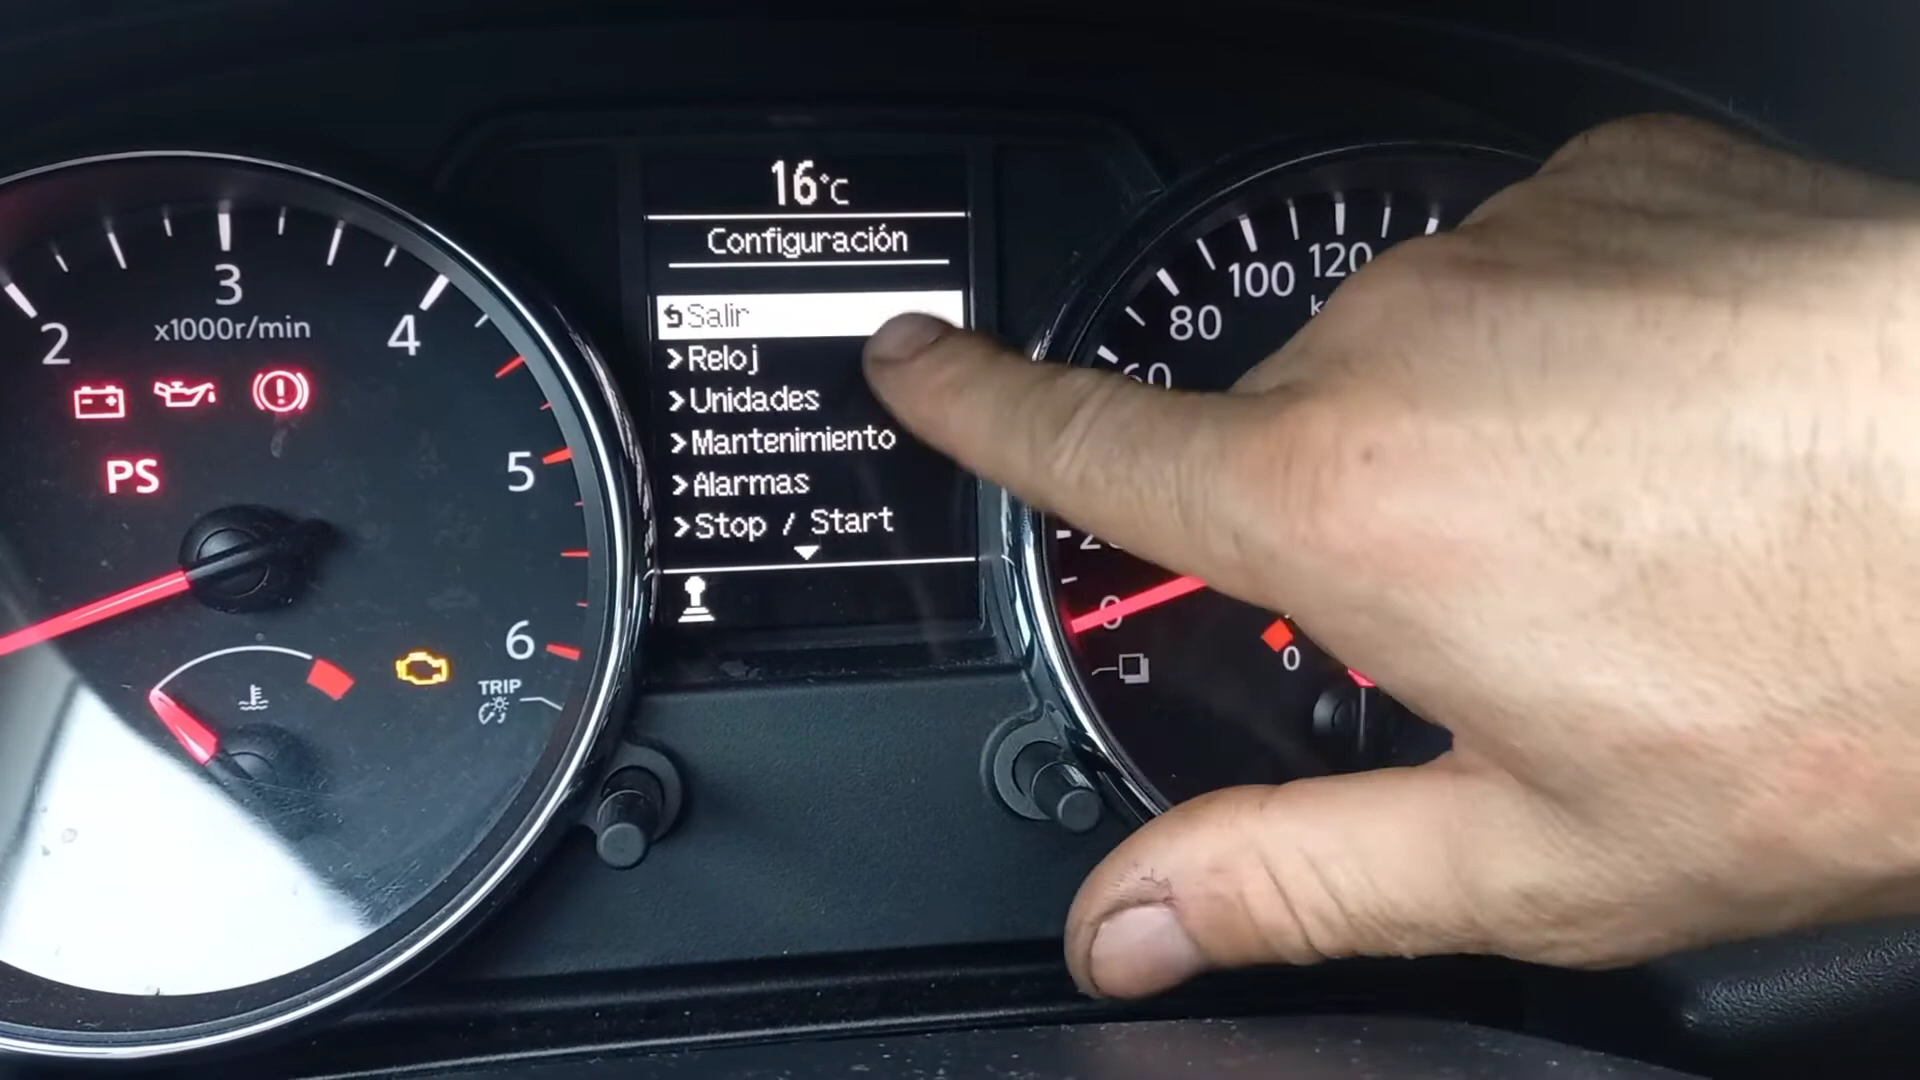 16°C
Configuración
Salir
>Reloj
>Unidades
>Mantenimiento
>Alarmas
>Stop / Start
2
3
4
5
6
x1000r/min
PS
TRIP
0
60
80
100
120
0